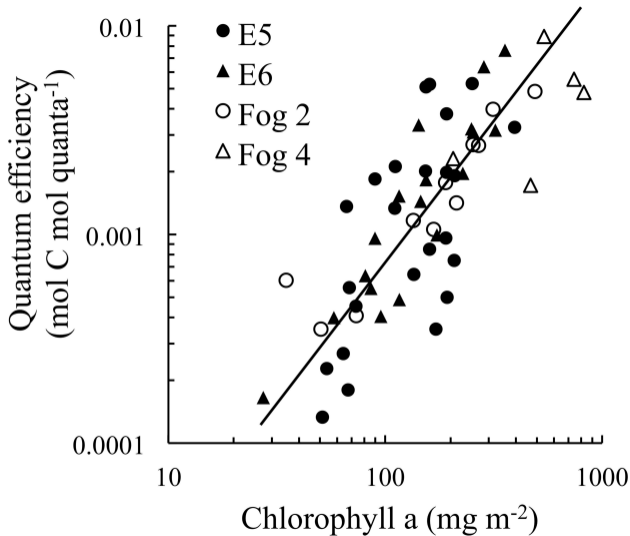 Quantum efficiency
(mol C mol quanta⁻¹)
0.01
0.001
0.0001
E5
E6
Fog 2
Fog 4
10
100
1000
Chlorophyll a (mg m⁻²)